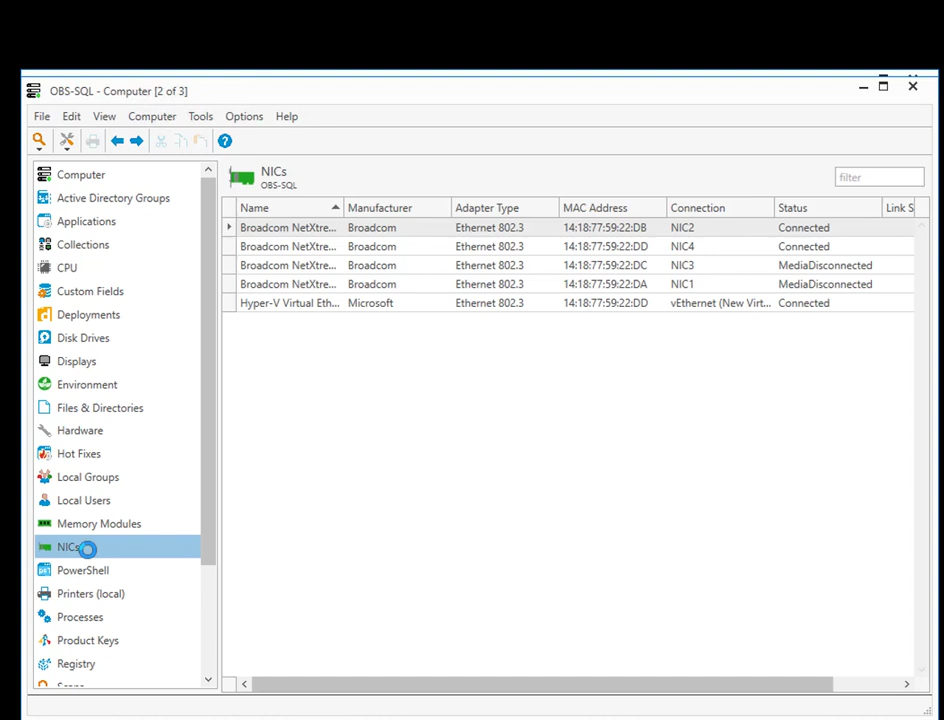 OBS-SQL - Computer [2 of 3]
File Edit View Computer Tools Options Help
Computer
Active Directory Groups
Applications
Collections
CPU
Custom Fields
Deployments
Disk Drives
Displays
Environment
Files & Directories
Hardware
Hot Fixes
Local Groups
Local Users
Memory Modules
NICs
PowerShell
Printers (local)
Processes
Product Keys
Registry
NICs
OBS-SQL
filter
Name Manufacturer Adapter Type MAC Address Connection Status Link S
Broadcom NetXtre... Broadcom Ethernet 802.3 14:18:77:59:22:DB NIC2 Connected
Broadcom NetXtre... Broadcom Ethernet 802.3 14:18:77:59:22:DD NIC4 Connected
Broadcom NetXtre... Broadcom Ethernet 802.3 14:18:77:59:22:DC NIC3 MediaDisconnected
Broadcom NetXtre... Broadcom Ethernet 802.3 14:18:77:59:22:DA NIC1 MediaDisconnected
Hyper-V Virtual Eth... Microsoft Ethernet 802.3 14:18:77:59:22:DD vEthernet (New Virt... Connected